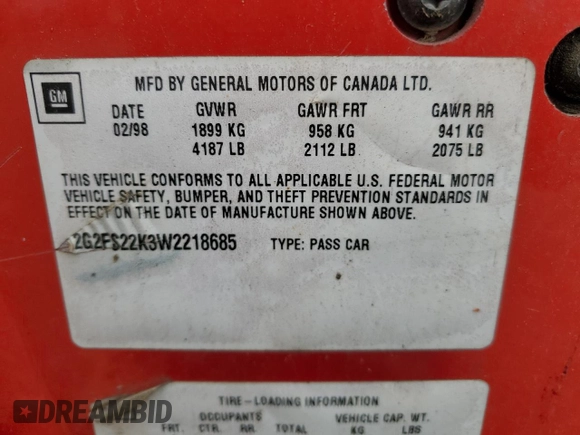 GM
MFD BY GENERAL MOTORS OF CANADA LTD.
DATE GVWR GAWR FRT GAWR RR
02/98 1899 KG 958 KG 941 KG
4187 LB 2112 LB 2075 LB
THIS VEHICLE CONFORMS TO ALL APPLICABLE U.S. FEDERAL MOTOR
VEHICLE SAFETY, BUMPER, AND THEFT PREVENTION STANDARDS IN
EFFECT ON THE DATE OF MANUFACTURE SHOWN ABOVE.
2G2FS22K3W2218685 TYPE: PASS CAR
TIRE-LOADING INFORMATION
OCCUPANTS VEHICLE CAP. WT.
FRT. CTR. RR. TOTAL KG LBS
DREAMBID